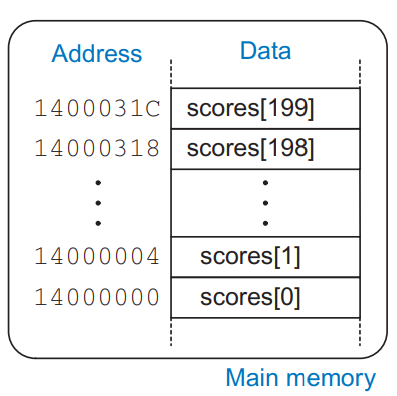 Address Data
1400031C scores[199]
14000318 scores[198]
14000004 scores[1]
14000000 scores[0]
Main memory